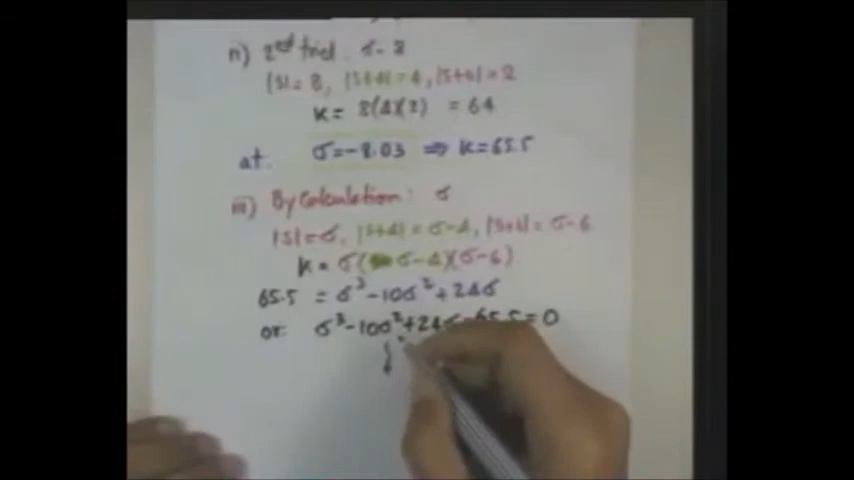 ii) 2nd trial: σ-8
|s|=8, |s+4|=4, |s+6|=2
K= 8(4)(2) = 64
at: σ=-8.03 ⇒ K=65.5
iii) By Calculation: σ
|s|=σ, |s+4|=σ-4, |s+6|=σ-6
K= σ(σ-4)(σ-6)
65.5 = σ³-10σ²+24σ
or: σ³-10σ²+24σ-65.5=0